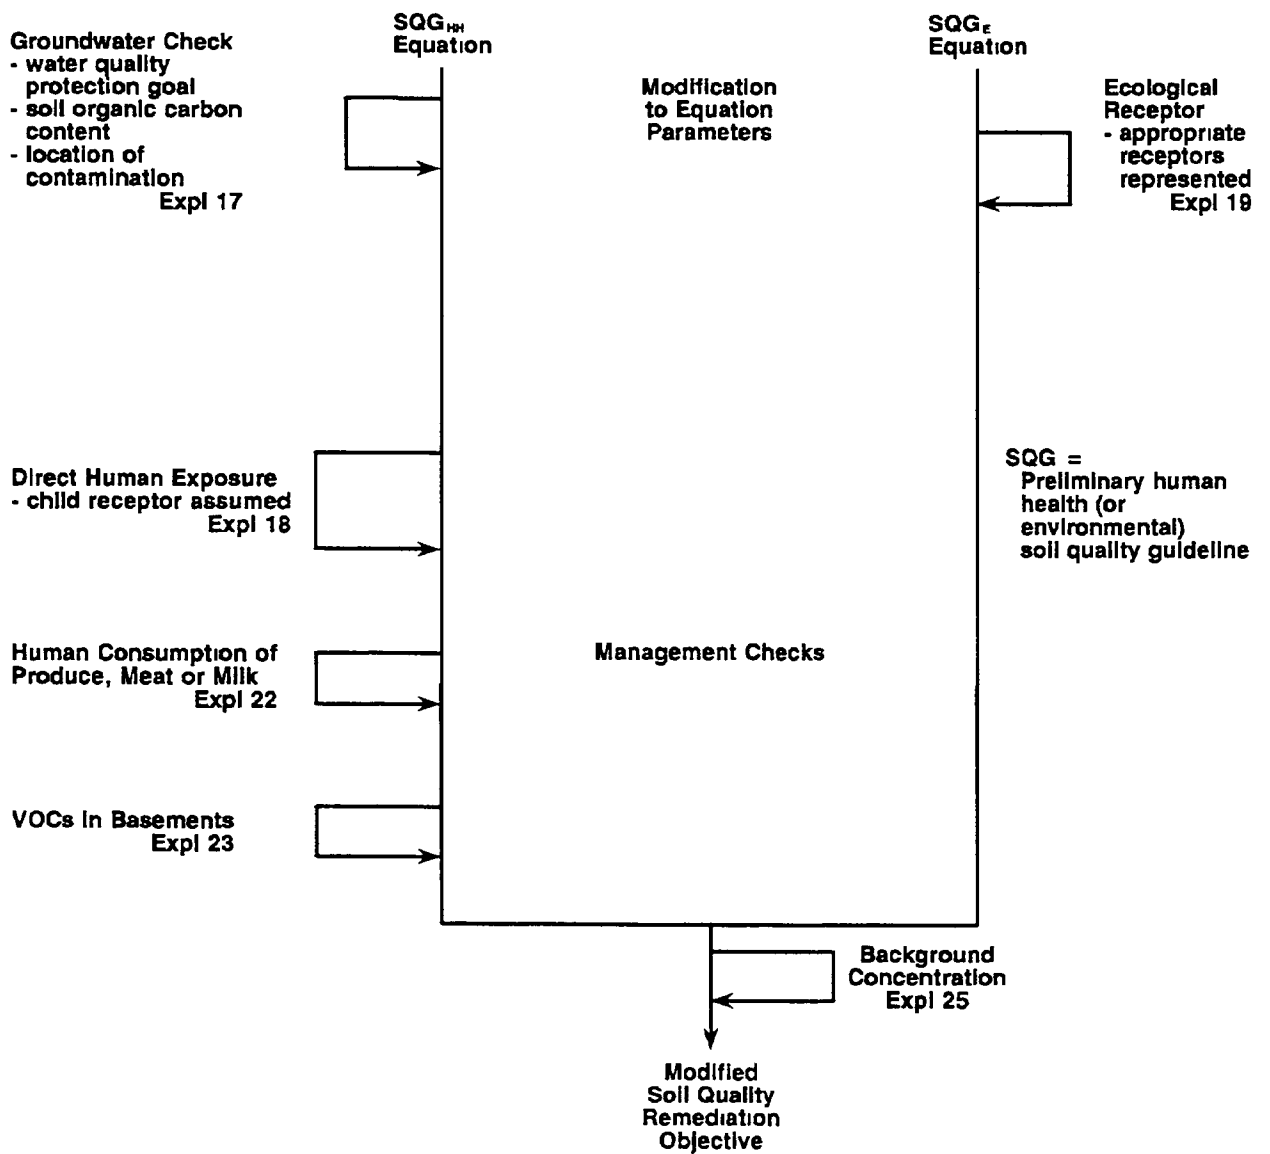 Groundwater Check
- water quality
protection goal
- soil organic carbon
content
- location of
contamination
Expl 17
SQG_HH
Equation
Modification
to Equation
Parameters
SQG_E
Equation
Ecological
Receptor
- appropriate
receptors
represented
Expl 19
Direct Human Exposure
- child receptor assumed
Expl 18
SQG =
Preliminary human
health (or
environmental)
soil quality guideline
Human Consumption of
Produce, Meat or Milk
Expl 22
Management Checks
VOCs in Basements
Expl 23
Background
Concentration
Expl 25
Modified
Soil Quality
Remediation
Objective